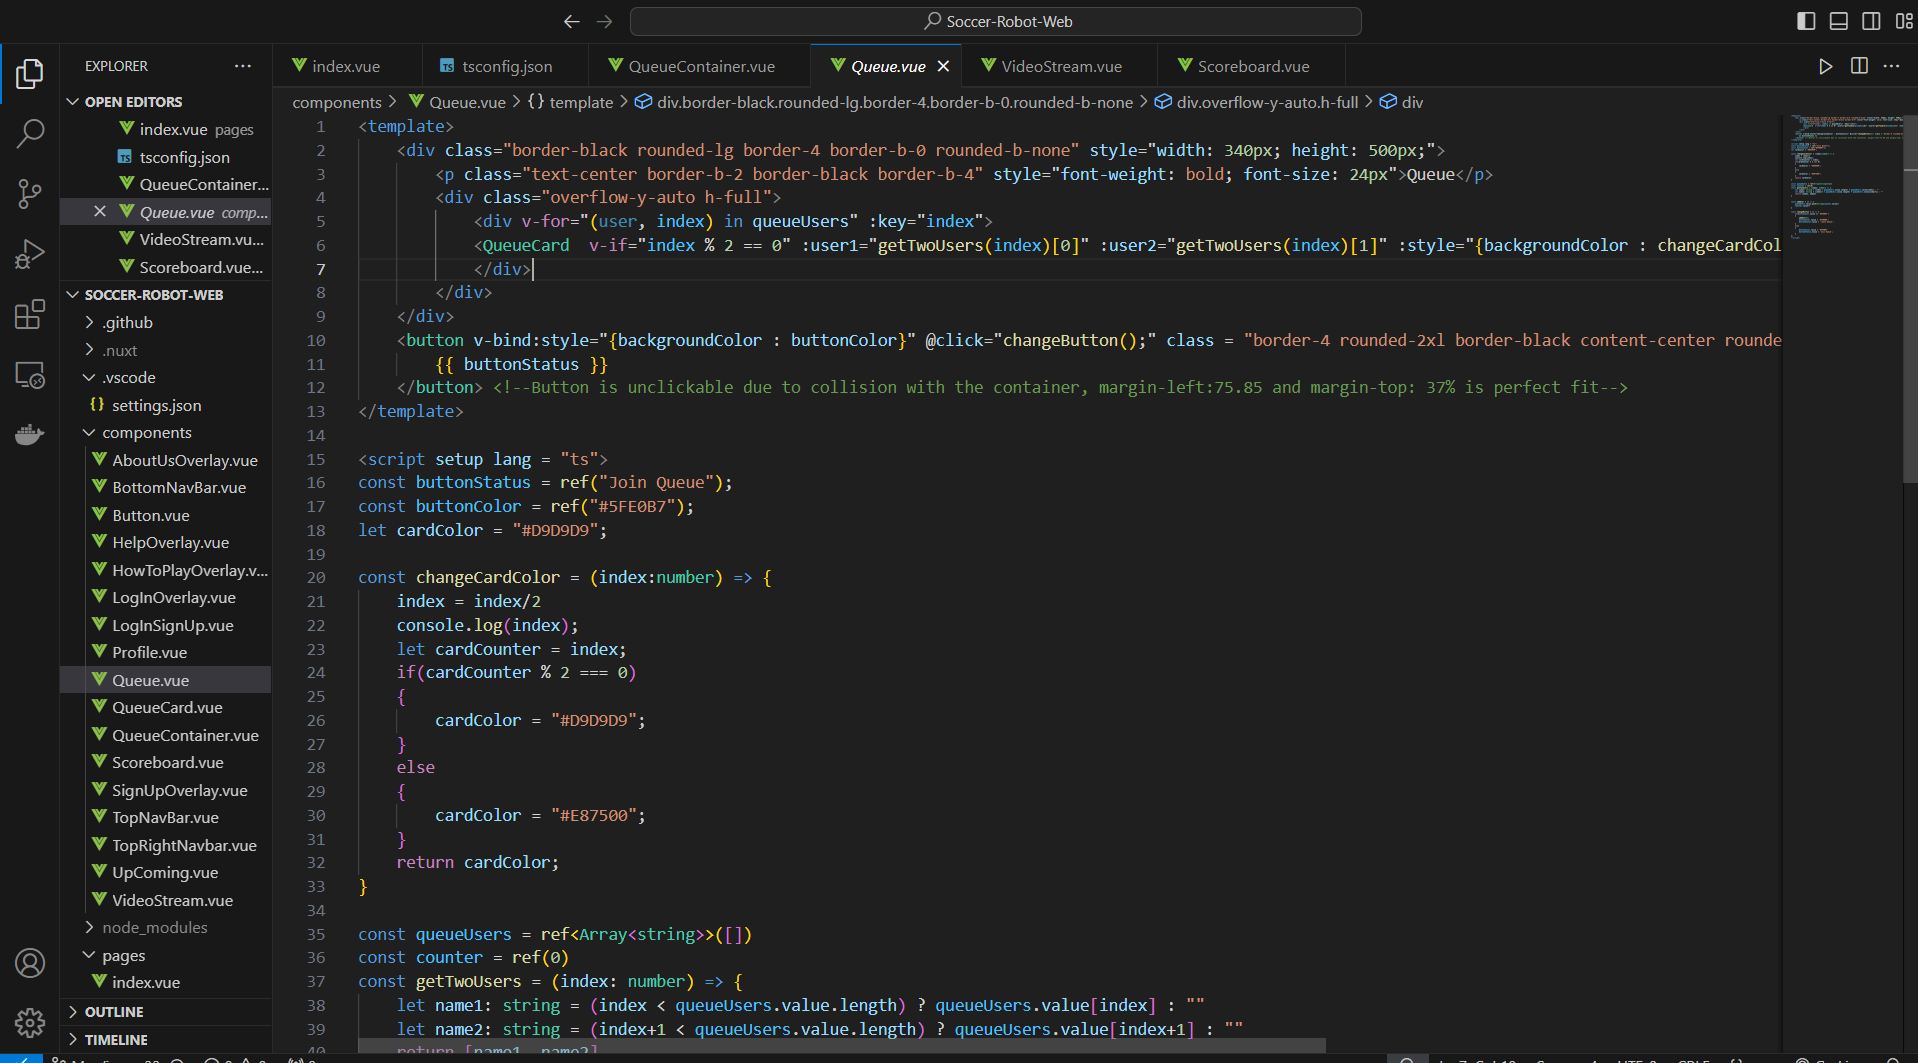 Soccer-Robot-Web
EXPLORER
OPEN EDITORS
index.vue pages
tsconfig.json
QueueContainer...
Queue.vue comp...
VideoStream.vu...
Scoreboard.vue...
SOCCER-ROBOT-WEB
.github
.nuxt
.vscode
settings.json
components
AboutUsOverlay.vue
BottomNavBar.vue
Button.vue
HelpOverlay.vue
HowToPlayOverlay.v...
LogInOverlay.vue
LogInSignUp.vue
Profile.vue
Queue.vue
QueueCard.vue
QueueContainer.vue
Scoreboard.vue
SignUpOverlay.vue
TopNavBar.vue
TopRightNavbar.vue
UpComing.vue
VideoStream.vue
node_modules
pages
index.vue
OUTLINE
TIMELINE
index.vue tsconfig.json QueueContainer.vue Queue.vue VideoStream.vue Scoreboard.vue
components > Queue.vue > {} template > div.border-black.rounded-lg.border-4.border-b-0.rounded-b-none > div.overflow-y-auto.h-full > div
1 <template>
2 <div class="border-black rounded-lg border-4 border-b-0 rounded-b-none" style="width: 340px; height: 500px;">
3 <p class="text-center border-b-2 border-black border-b-4" style="font-weight: bold; font-size: 24px">Queue</p>
4 <div class="overflow-y-auto h-full">
5 <div v-for="(user, index) in queueUsers" :key="index">
6 <QueueCard  v-if="index % 2 == 0" :user1="getTwoUsers(index)[0]" :user2="getTwoUsers(index)[1]" :style="{backgroundColor : changeCardCol
7 </div>
8 </div>
9 </div>
10 <button v-bind:style="{backgroundColor : buttonColor}" @click="changeButton();" class = "border-4 rounded-2xl border-black content-center rounde
11 {{ buttonStatus }}
12 </button> <!--Button is unclickable due to collision with the container, margin-left:75.85 and margin-top: 37% is perfect fit-->
13 </template>
14
15 <script setup lang = "ts">
16 const buttonStatus = ref("Join Queue");
17 const buttonColor = ref("#5FE0B7");
18 let cardColor = "#D9D9D9";
19
20 const changeCardColor = (index:number) => {
21 index = index/2
22 console.log(index);
23 let cardCounter = index;
24 if(cardCounter % 2 === 0)
25 {
26 cardColor = "#D9D9D9";
27 }
28 else
29 {
30 cardColor = "#E87500";
31 }
32 return cardColor;
33 }
34
35 const queueUsers = ref<Array<string>>([])
36 const counter = ref(0)
37 const getTwoUsers = (index: number) => {
38 let name1: string = (index < queueUsers.value.length) ? queueUsers.value[index] : ""
39 let name2: string = (index+1 < queueUsers.value.length) ? queueUsers.value[index+1] : ""
40 return [name1, name2]